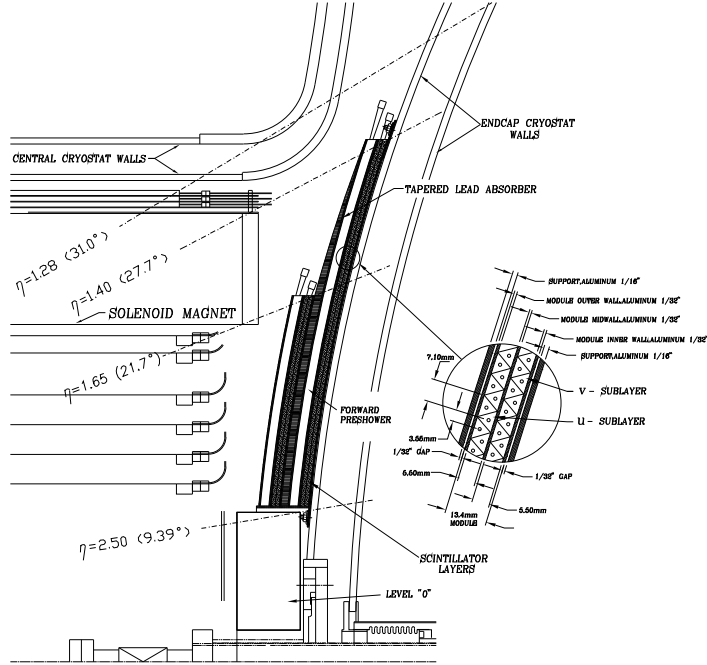 ENDCAP CRYOSTAT
WALLS
CENTRAL CRYOSTAT WALLS
TAPERED LEAD ABSORBER
η=1.28 (31.0°)
η=1.40 (27.7°)
SOLENOID MAGNET
η=1.65 (21.7°)
SUPPORT,ALUMINUM 1/16"
MODULE OUTER WALL,ALUMINUM 1/32"
MODULE MIDWALL,ALUMINUM 1/32"
MODULE INNER WALL,ALUMINUM 1/32"
SUPPORT,ALUMINUM 1/16"
7.10mm
V - SUBLAYER
U - SUBLAYER
FORWARD
PRESHOWER
3.55mm
1/32" GAP
5.50mm
1/32" GAP
5.50mm
13.4mm
MODULE
η=2.50 (9.39°)
SCINTILLATOR
LAYERS
LEVEL "0"